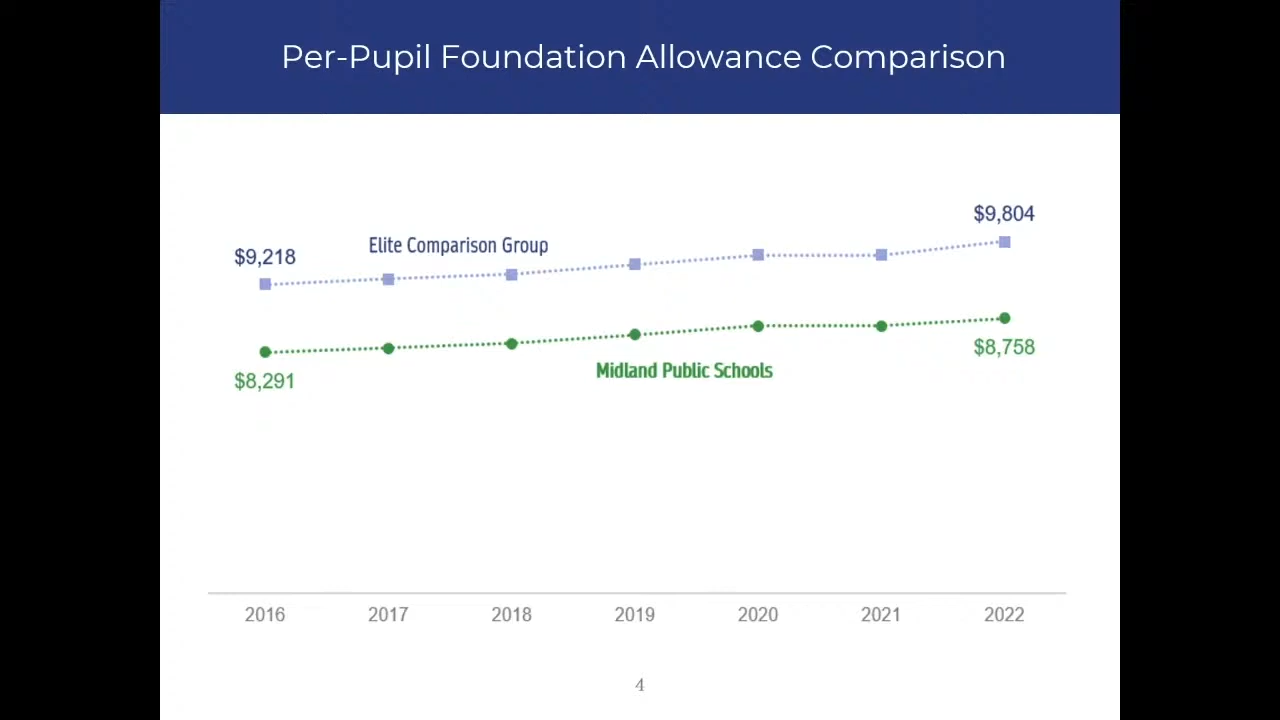 Per-Pupil Foundation Allowance Comparison
$9,804
Elite Comparison Group
$9,218
$8,758
Midland Public Schools
$8,291
2016 2017 2018 2019 2020 2021 2022
4